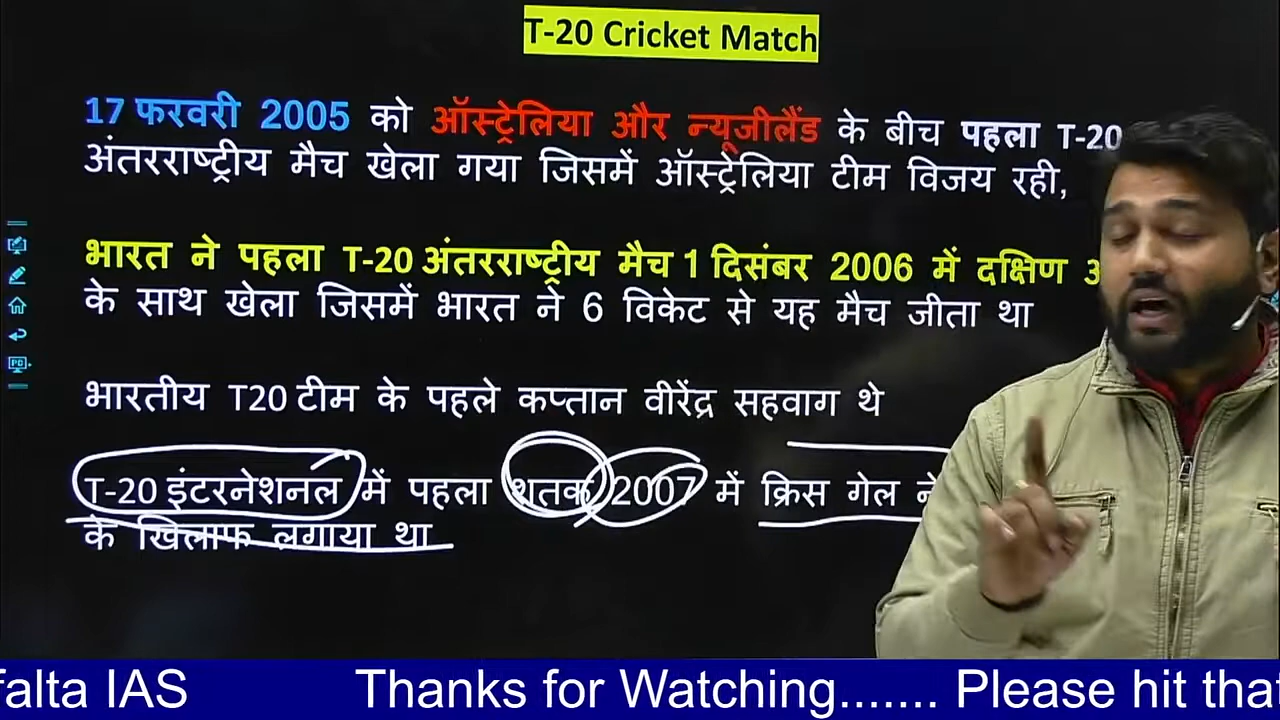 T-20 Cricket Match
17 फरवरी 2005 को ऑस्ट्रेलिया और न्यूजीलैंड के बीच पहला T-20
अंतरराष्ट्रीय मैच खेला गया जिसमें ऑस्ट्रेलिया टीम विजय रही,
भारत ने पहला T-20 अंतरराष्ट्रीय मैच 1 दिसंबर 2006 में दक्षिण
के साथ खेला जिसमें भारत ने 6 विकेट से यह मैच जीता था
भारतीय T20 टीम के पहले कप्तान वीरेंद्र सहवाग थे
T-20 इंटरनेशनल में पहला शतक 2007 में क्रिस गेल ने
के खिलाफ लगाया था
falta IAS Thanks for Watching....... Please hit that